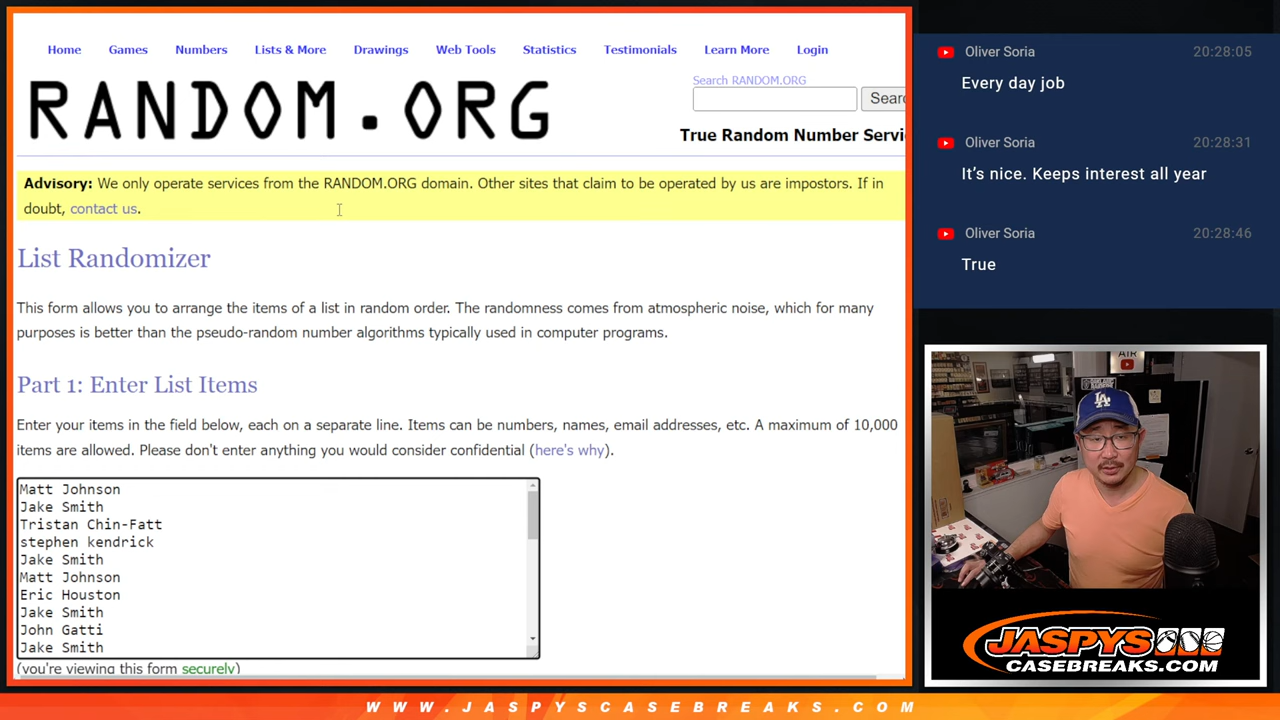 Home Games Numbers Lists & More Drawings Web Tools Statistics Testimonials Learn More Login
RANDOM.ORG
Search RANDOM.ORG
Searc
True Random Number Servi
Advisory: We only operate services from the RANDOM.ORG domain. Other sites that claim to be operated by us are impostors. If in
doubt, contact us.
List Randomizer
This form allows you to arrange the items of a list in random order. The randomness comes from atmospheric noise, which for many
purposes is better than the pseudo-random number algorithms typically used in computer programs.
Part 1: Enter List Items
Enter your items in the field below, each on a separate line. Items can be numbers, names, email addresses, etc. A maximum of 10,000
items are allowed. Please don't enter anything you would consider confidential (here's why).
Matt Johnson
Jake Smith
Tristan Chin-Fatt
stephen kendrick
Jake Smith
Matt Johnson
Eric Houston
Jake Smith
John Gatti
Jake Smith
(you're viewing this form securely)
Oliver Soria 20:28:05
Every day job
Oliver Soria 20:28:31
It’s nice. Keeps interest all year
Oliver Soria 20:28:46
True
AIR
LA
JASPYS
CASEBREAKS.COM
WWW.JASPYSCASEBREAKS.COM